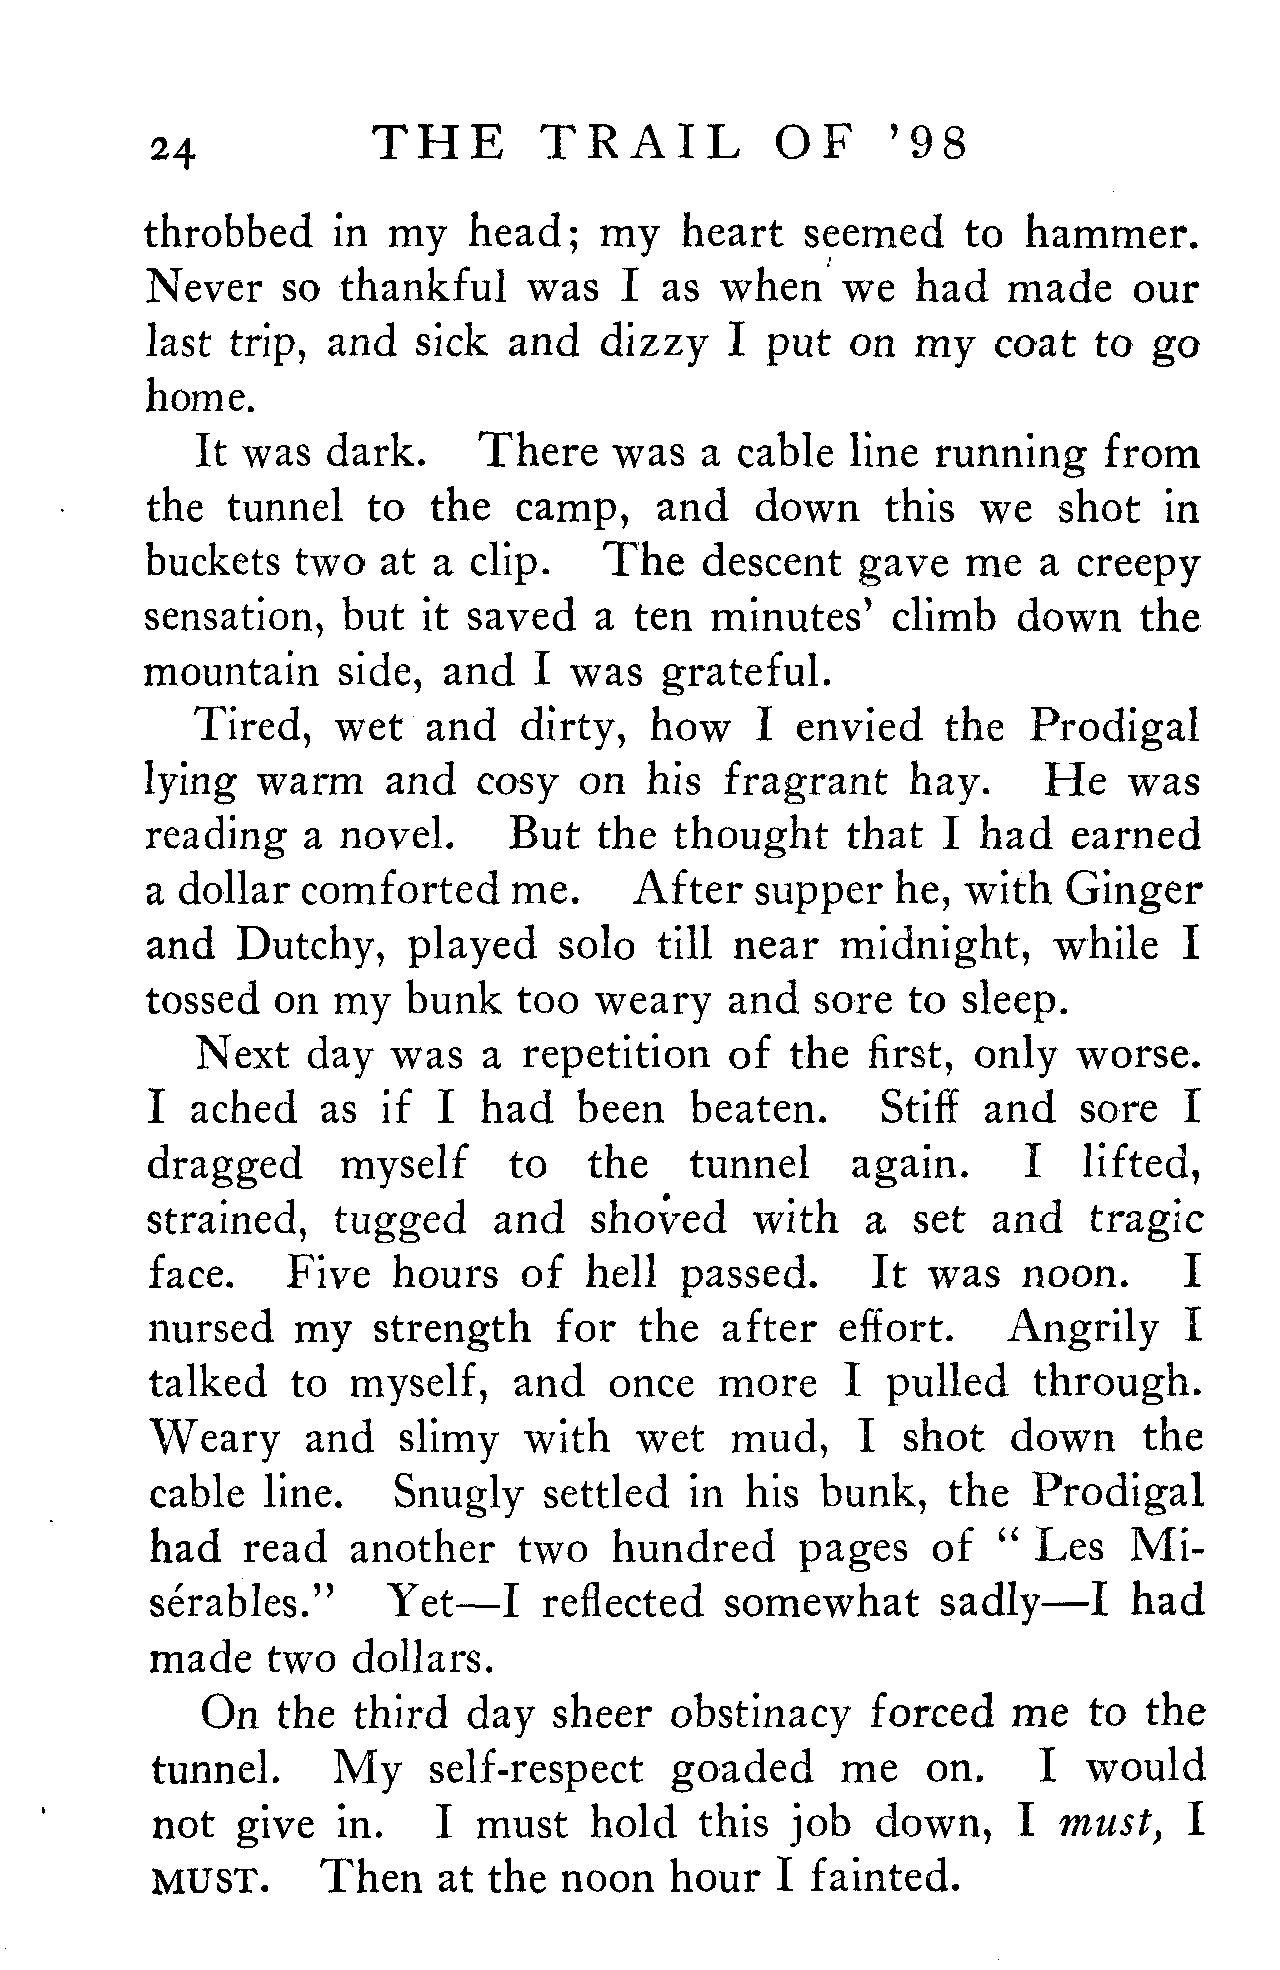 24 THE TRAIL OF '98
throbbed in my head; my heart seemed to hammer.
Never so thankful was I as when we had made our
last trip, and sick and dizzy I put on my coat to go
home.
It was dark. There was a cable line running from
the tunnel to the camp, and down this we shot in
buckets two at a clip. The descent gave me a creepy
sensation, but it saved a ten minutes' climb down the
mountain side, and I was grateful.
Tired, wet and dirty, how I envied the Prodigal
lying warm and cosy on his fragrant hay. He was
reading a novel. But the thought that I had earned
a dollar comforted me. After supper he, with Ginger
and Dutchy, played solo till near midnight, while I
tossed on my bunk too weary and sore to sleep.
Next day was a repetition of the first, only worse.
I ached as if I had been beaten. Stiff and sore I
dragged myself to the tunnel again. I lifted,
strained, tugged and shoved with a set and tragic
face. Five hours of hell passed. It was noon. I
nursed my strength for the after effort. Angrily I
talked to myself, and once more I pulled through.
Weary and slimy with wet mud, I shot down the
cable line. Snugly settled in his bunk, the Prodigal
had read another two hundred pages of " Les Mi-
sérables." Yet—I reflected somewhat sadly—I had
made two dollars.
On the third day sheer obstinacy forced me to the
tunnel. My self-respect goaded me on. I would
not give in. I must hold this job down, I must, I
MUST. Then at the noon hour I fainted.